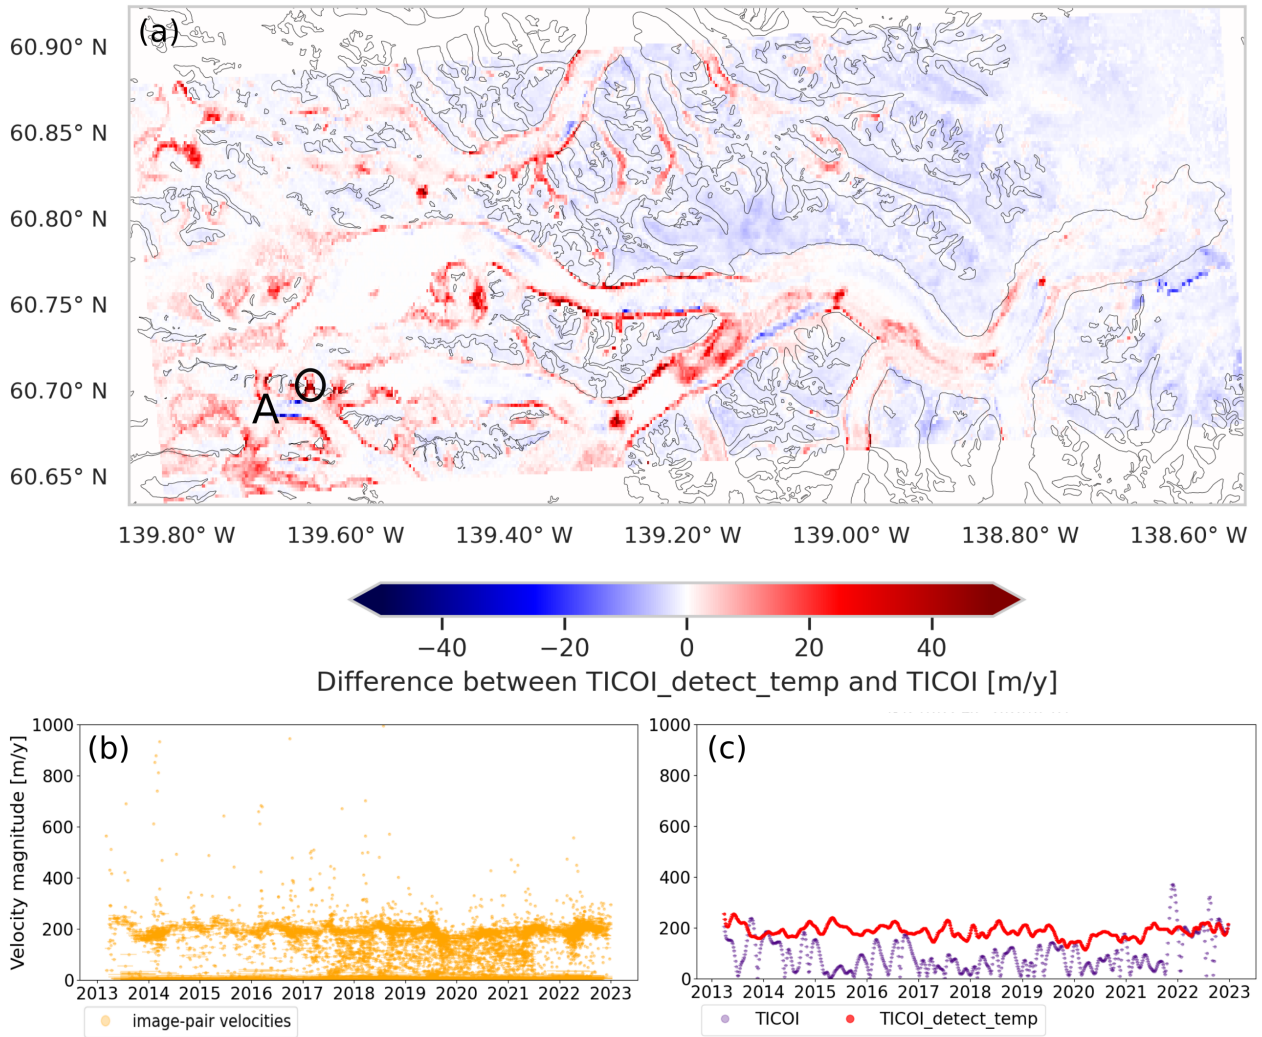 (a)
60.90° N
60.85° N
60.80° N
60.75° N
60.70° N
60.65° N
A
139.80° W 139.60° W 139.40° W 139.20° W 139.00° W 138.80° W 138.60° W
−40 −20 0 20 40
Difference between TICOI_detect_temp and TICOI [m/y]
(b)
Velocity magnitude [m/y]
1000
800
600
400
200
0
2013 2014 2015 2016 2017 2018 2019 2020 2021 2022 2023
image-pair velocities
(c)
1000
800
600
400
200
0
2013 2014 2015 2016 2017 2018 2019 2020 2021 2022 2023
TICOI TICOI_detect_temp